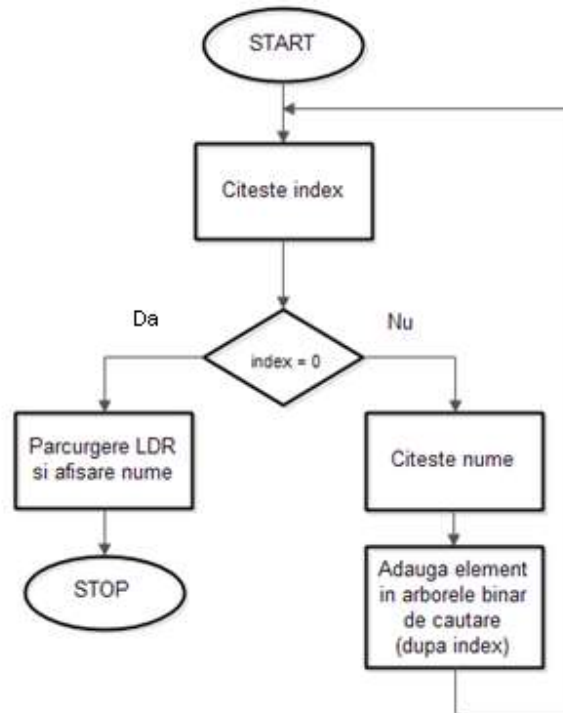 START
Citeste index
Da
Nu
index = 0
Parcurgere LDR
si afisare nume
Citeste nume
STOP
Adauga element
in arborele binar
de cautare
(dupa index)